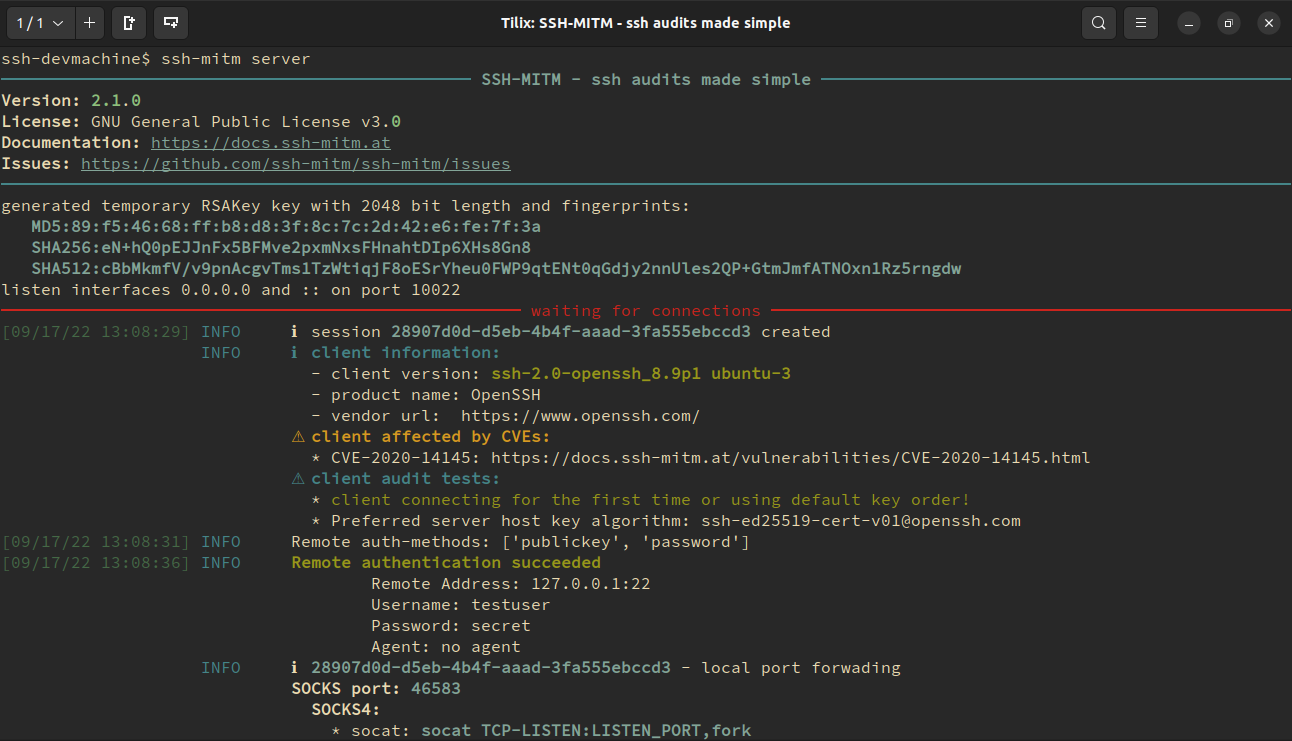 1 / 1
Tilix: SSH-MITM - ssh audits made simple
ssh-devmachine$ ssh-mitm server
SSH-MITM - ssh audits made simple
Version: 2.1.0
License: GNU General Public License v3.0
Documentation: https://docs.ssh-mitm.at
Issues: https://github.com/ssh-mitm/ssh-mitm/issues
generated temporary RSAKey key with 2048 bit length and fingerprints:
MD5:89:f5:46:68:ff:b8:d8:3f:8c:7c:2d:42:e6:fe:7f:3a
SHA256:eN+hQ0pEJJnFx5BFMve2pxmNxsFHnahtDIp6XHs8Gn8
SHA512:cBbMkmfV/v9pnAcgvTms1TzWtiqjF8oESrYheu0FWP9qtENt0qGdjy2nnUles2QP+GtmJmfATNOxn1Rz5rngdw
listen interfaces 0.0.0.0 and :: on port 10022
waiting for connections
[09/17/22 13:08:29] INFO ℹ session 28907d0d-d5eb-4b4f-aaad-3fa555ebccd3 created
INFO ℹ client information:
- client version: ssh-2.0-openssh_8.9p1 ubuntu-3
- product name: OpenSSH
- vendor url: https://www.openssh.com/
⚠ client affected by CVEs:
* CVE-2020-14145: https://docs.ssh-mitm.at/vulnerabilities/CVE-2020-14145.html
⚠ client audit tests:
* client connecting for the first time or using default key order!
* Preferred server host key algorithm: ssh-ed25519-cert-v01@openssh.com
[09/17/22 13:08:31] INFO Remote auth-methods: ['publickey', 'password']
[09/17/22 13:08:36] INFO Remote authentication succeeded
Remote Address: 127.0.0.1:22
Username: testuser
Password: secret
Agent: no agent
INFO ℹ 28907d0d-d5eb-4b4f-aaad-3fa555ebccd3 - local port forwading
SOCKS port: 46583
SOCKS4:
* socat: socat TCP-LISTEN:LISTEN_PORT,fork